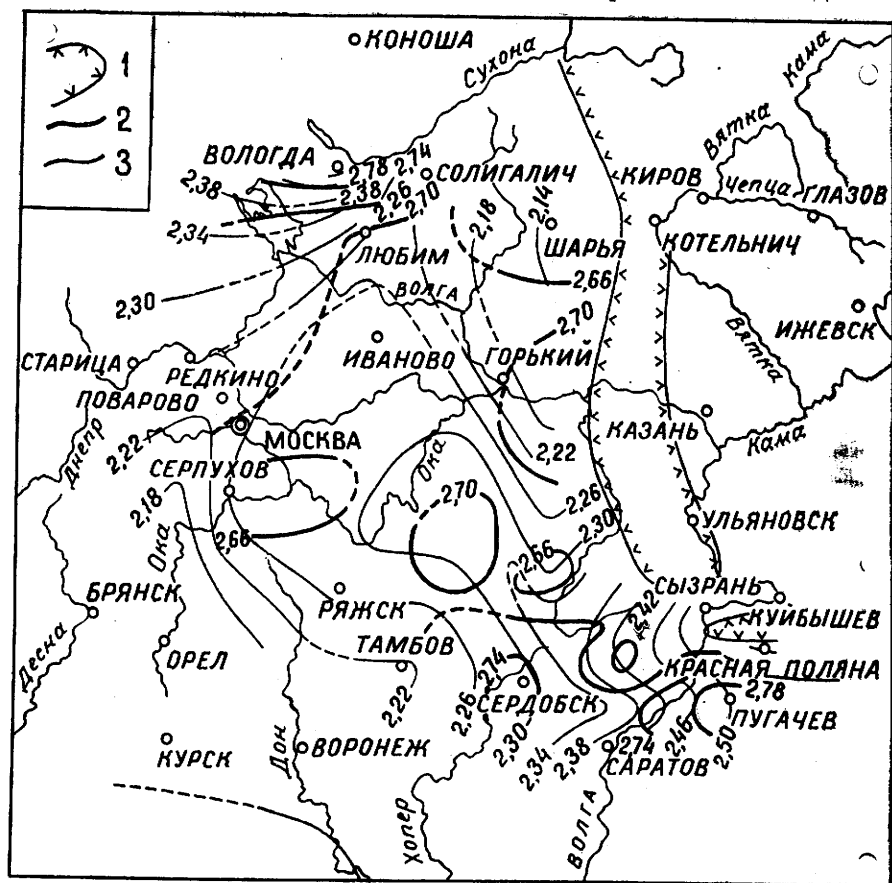 КОНОША
1
2
3
Сухона
Кама
Вятка
ВОЛОГДА
2,78
2,74
СОЛИГАЛИЧ
КИРОВ
Чепца
ГЛАЗОВ
2,38
2,38
2,26
2,70
2,18
2,14
2,34
ЛЮБИМ
ШАРЬЯ
КОТЕЛЬНИЧ
2,66
ВОЛГА
2,30
2,70
ИЖЕВСК
Вятка
СТАРИЦА
РЕДКИНО
ИВАНОВО
ГОРЬКИЙ
ПОВАРОВО
МОСКВА
КАЗАНЬ
Кама
Днепр
2,22
Ока
2,22
СЕРПУХОВ
2,18
2,70
2,26
УЛЬЯНОВСК
2,30
Ока
2,66
2,66
СЫЗРАНЬ
БРЯНСК
РЯЖСК
2,42
КУЙБЫШЕВ
Десна
ОРЕЛ
ТАМБОВ
2,74
КРАСНАЯ ПОЛЯНА
2,22
2,26
СЕРДОБСК
2,78
ПУГАЧЕВ
КУРСК
Дон
ВОРОНЕЖ
2,30
2,34
2,38
2,74
2,46
2,50
САРАТОВ
Хопер
ВОЛГА